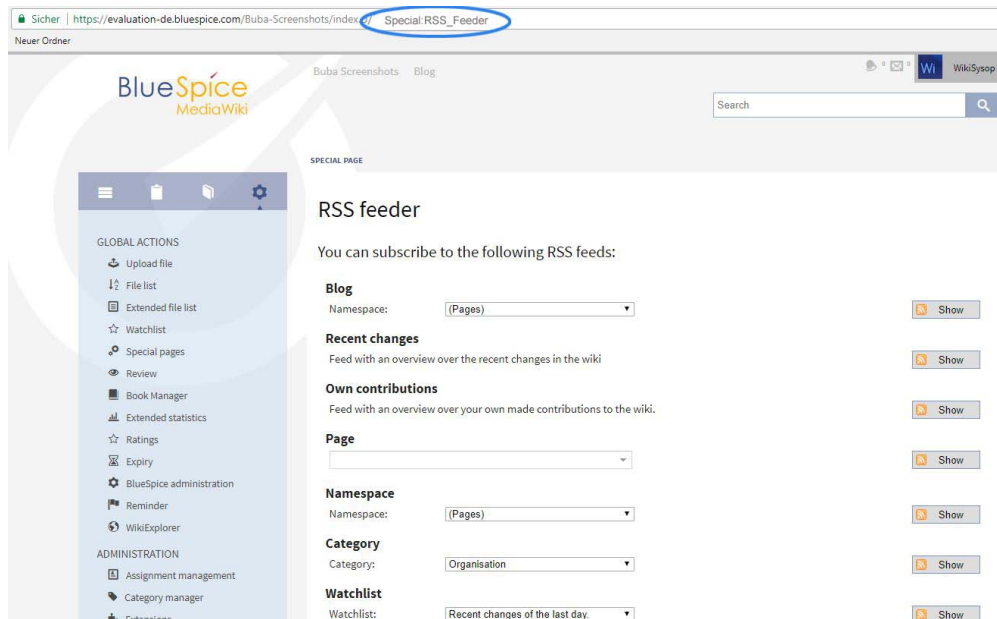 Sicher https://evaluation-de.bluespice.com/Buba-Screenshots/index.p/ Special:RSS_Feeder
Neuer Ordner
BlueSpice
MediaWiki
Buba Screenshots Blog
0 0 Wi WikiSysop
Search
SPECIAL PAGE
RSS feeder
You can subscribe to the following RSS feeds:
GLOBAL ACTIONS
Upload file
File list
Extended file list
Watchlist
Special pages
Review
Book Manager
Extended statistics
Ratings
Expiry
BlueSpice administration
Reminder
WikiExplorer
ADMINISTRATION
Assignment management
Category manager
Extensions
Blog
Namespace: (Pages) Show
Recent changes
Feed with an overview over the recent changes in the wiki Show
Own contributions
Feed with an overview over your own made contributions to the wiki. Show
Page
Show
Namespace
Namespace: (Pages) Show
Category
Category: Organisation Show
Watchlist
Watchlist: Recent changes of the last day. Show